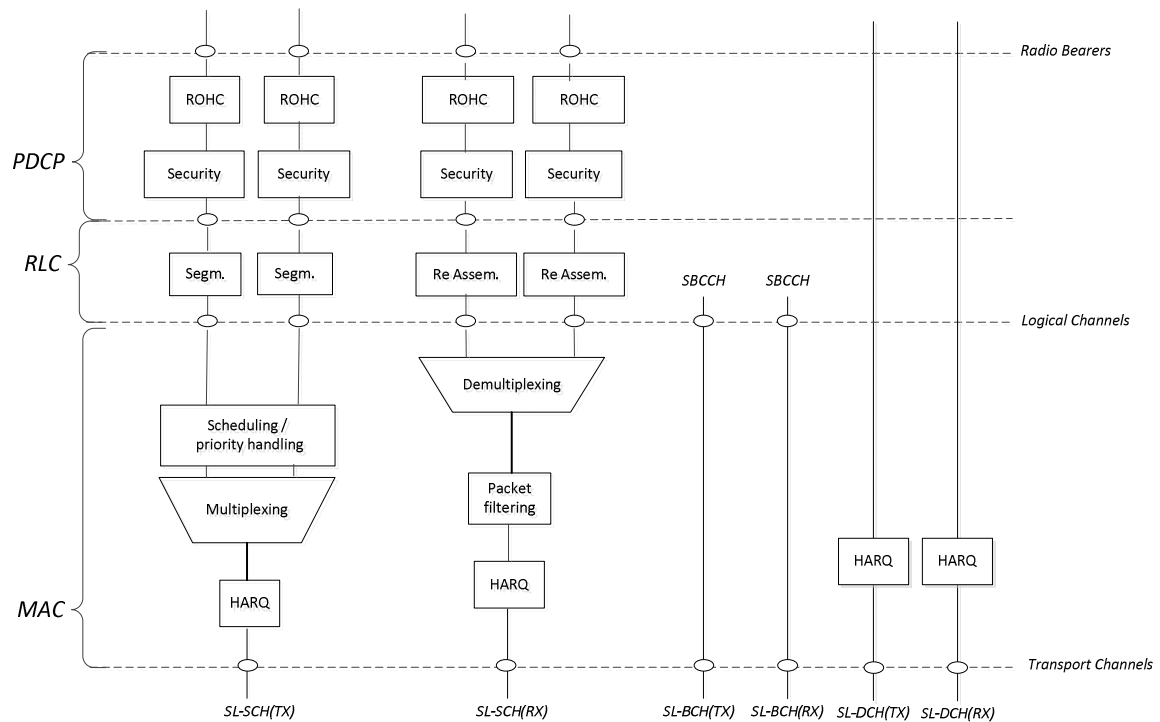 Radio Bearers
ROHC ROHC ROHC ROHC
PDCP
Security Security Security Security
RLC
Segm. Segm. Re Assem. Re Assem.
SBCCH SBCCH
Logical Channels
Demultiplexing
Scheduling /
priority handling
Packet
filtering
Multiplexing
HARQ HARQ
HARQ
HARQ
MAC
Transport Channels
SL-SCH(TX) SL-SCH(RX) SL-BCH(TX) SL-BCH(RX) SL-DCH(TX) SL-DCH(RX)